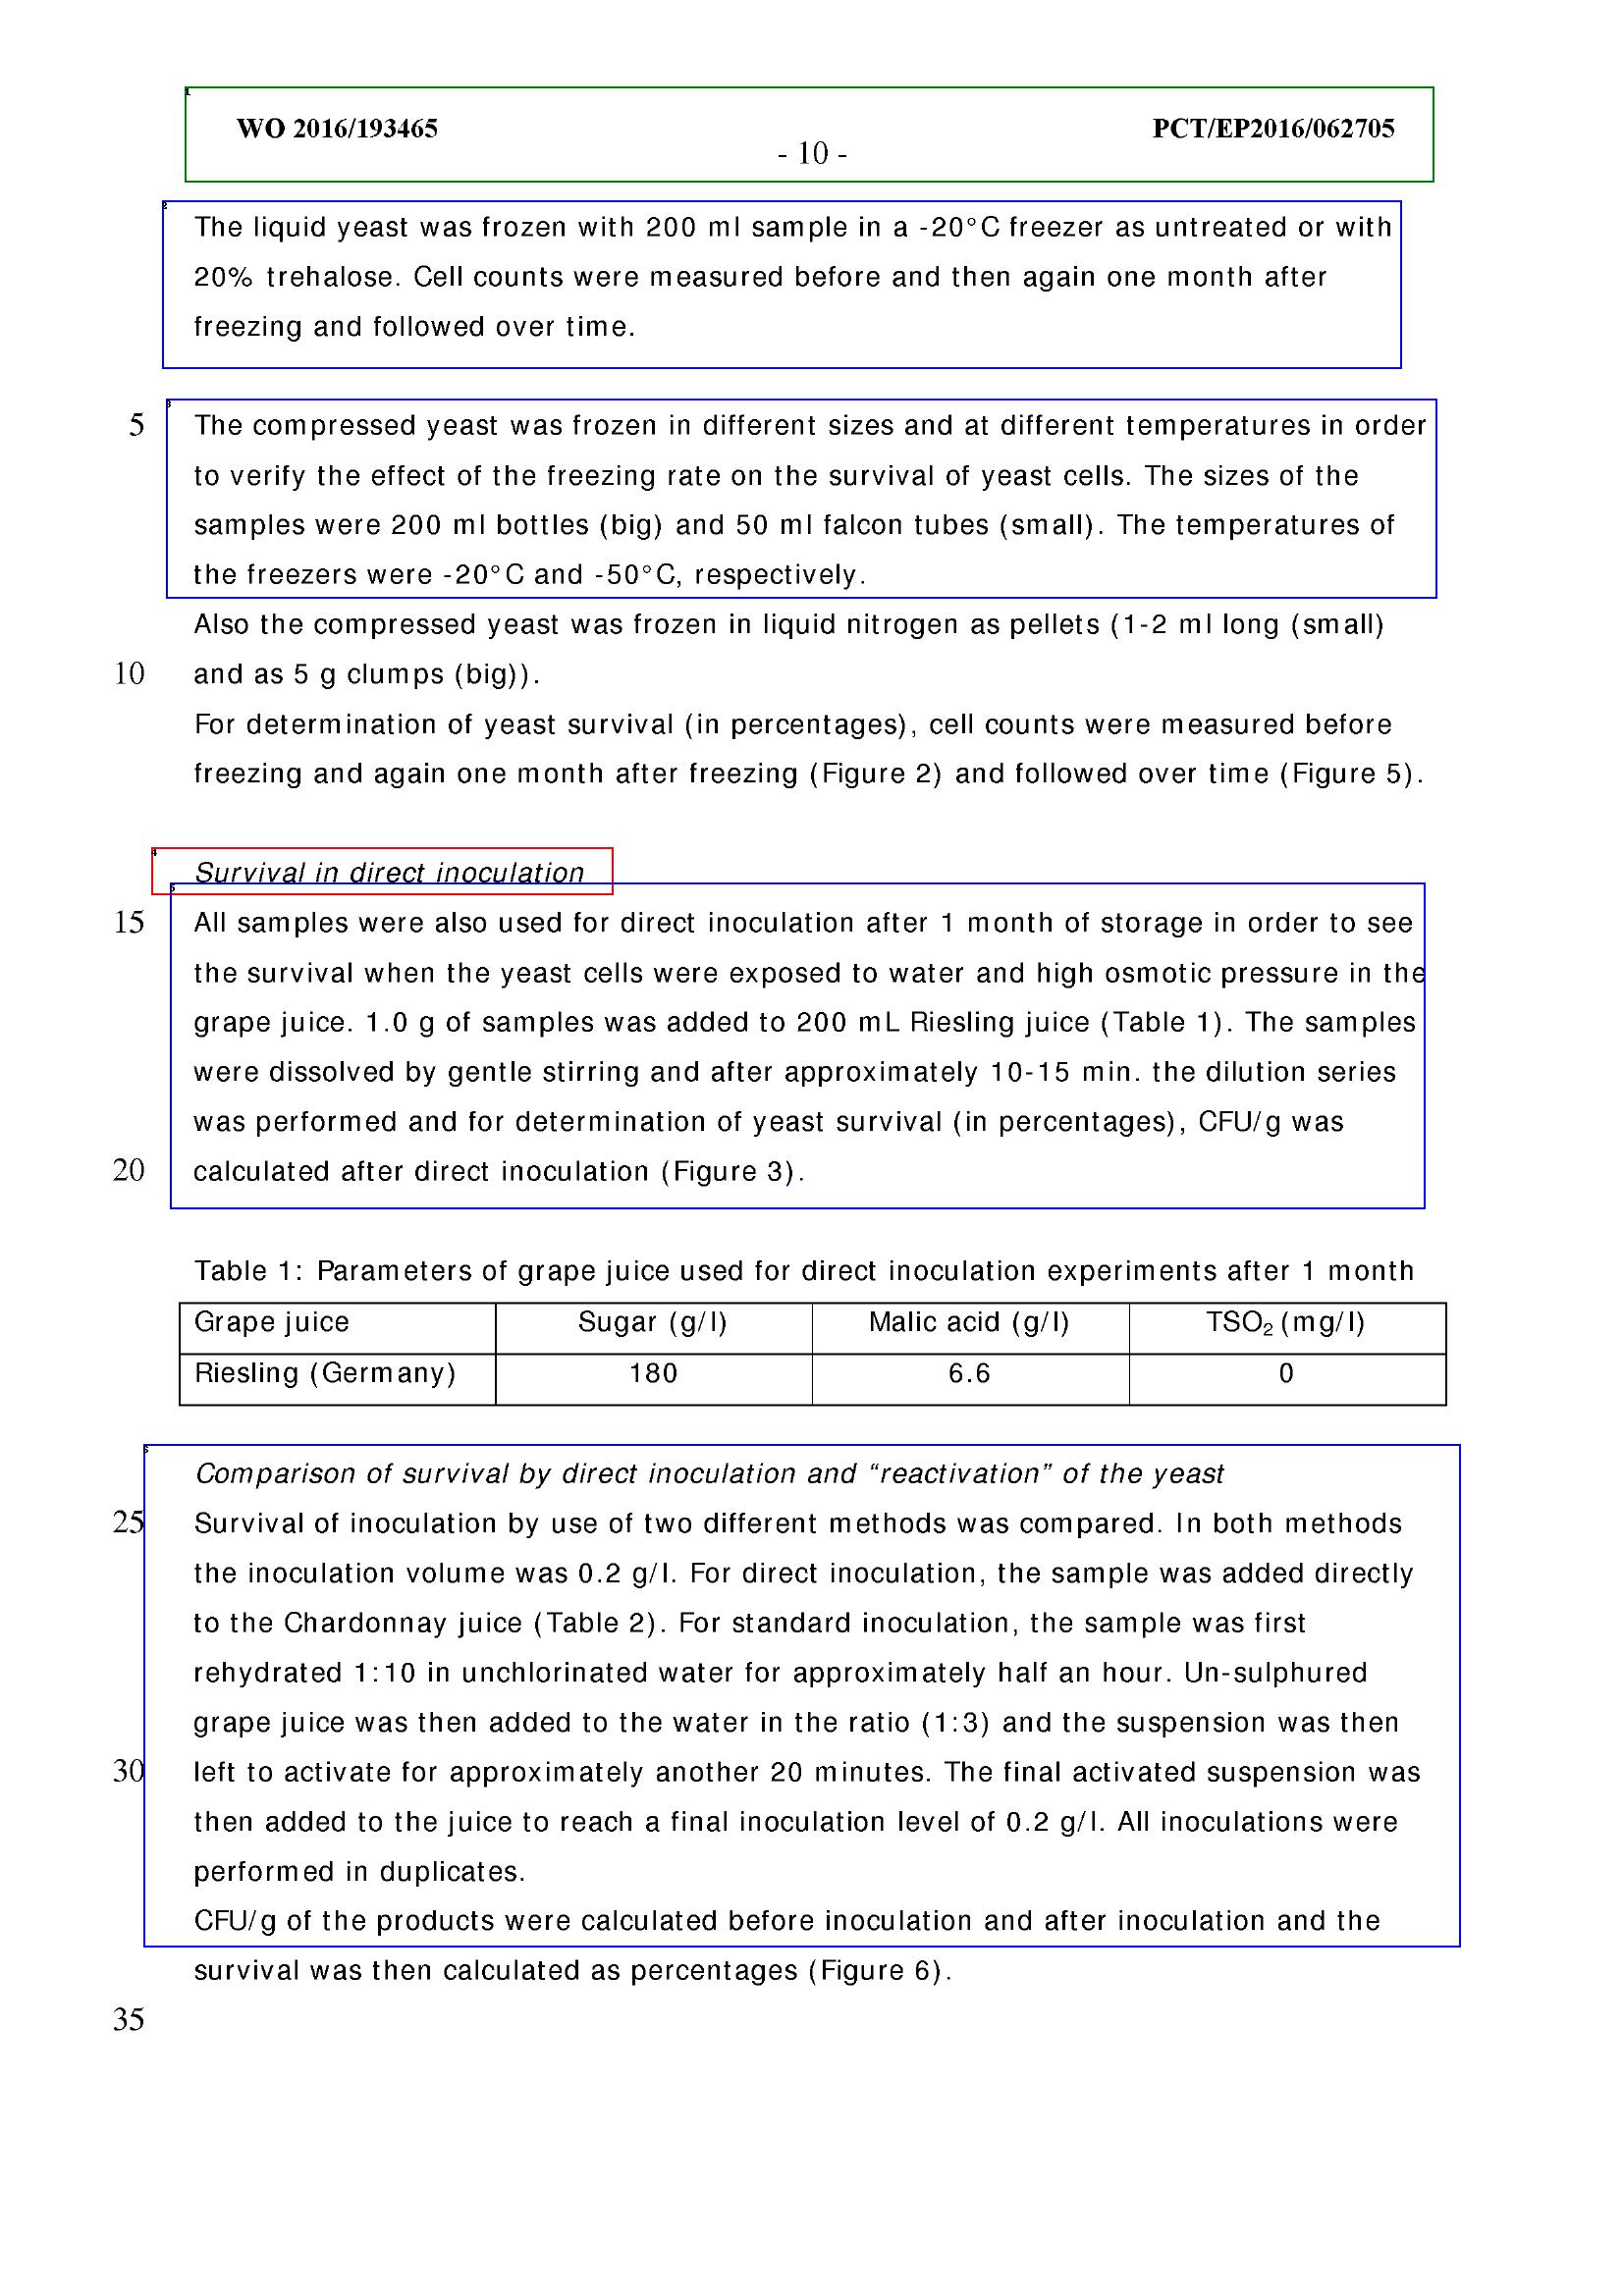 WO 2016/193465 PCT/EP2016/062705
- 10 -
The liquid yeast was frozen with 200 ml sample in a -20°C freezer as untreated or with
20% trehalose. Cell counts were measured before and then again one month after
freezing and followed over time.
5 The compressed yeast was frozen in different sizes and at different temperatures in order
to verify the effect of the freezing rate on the survival of yeast cells. The sizes of the
samples were 200 ml bottles (big) and 50 ml falcon tubes (small). The temperatures of
the freezers were -20°C and -50°C, respectively.
Also the compressed yeast was frozen in liquid nitrogen as pellets (1-2 ml long (small)
10 and as 5 g clumps (big)).
For determination of yeast survival (in percentages), cell counts were measured before
freezing and again one month after freezing (Figure 2) and followed over time (Figure 5).
Survival in direct inoculation
15 All samples were also used for direct inoculation after 1 month of storage in order to see
the survival when the yeast cells were exposed to water and high osmotic pressure in the
grape juice. 1.0 g of samples was added to 200 mL Riesling juice (Table 1). The samples
were dissolved by gentle stirring and after approximately 10-15 min. the dilution series
was performed and for determination of yeast survival (in percentages), CFU/g was
20 calculated after direct inoculation (Figure 3).
Table 1: Parameters of grape juice used for direct inoculation experiments after 1 month
Grape juice Sugar (g/l) Malic acid (g/l) TSO₂ (mg/l)
Riesling (Germany) 180 6.6 0
Comparison of survival by direct inoculation and “reactivation” of the yeast
25 Survival of inoculation by use of two different methods was compared. In both methods
the inoculation volume was 0.2 g/l. For direct inoculation, the sample was added directly
to the Chardonnay juice (Table 2). For standard inoculation, the sample was first
rehydrated 1:10 in unchlorinated water for approximately half an hour. Un-sulphured
grape juice was then added to the water in the ratio (1:3) and the suspension was then
30 left to activate for approximately another 20 minutes. The final activated suspension was
then added to the juice to reach a final inoculation level of 0.2 g/l. All inoculations were
performed in duplicates.
CFU/g of the products were calculated before inoculation and after inoculation and the
survival was then calculated as percentages (Figure 6).
35